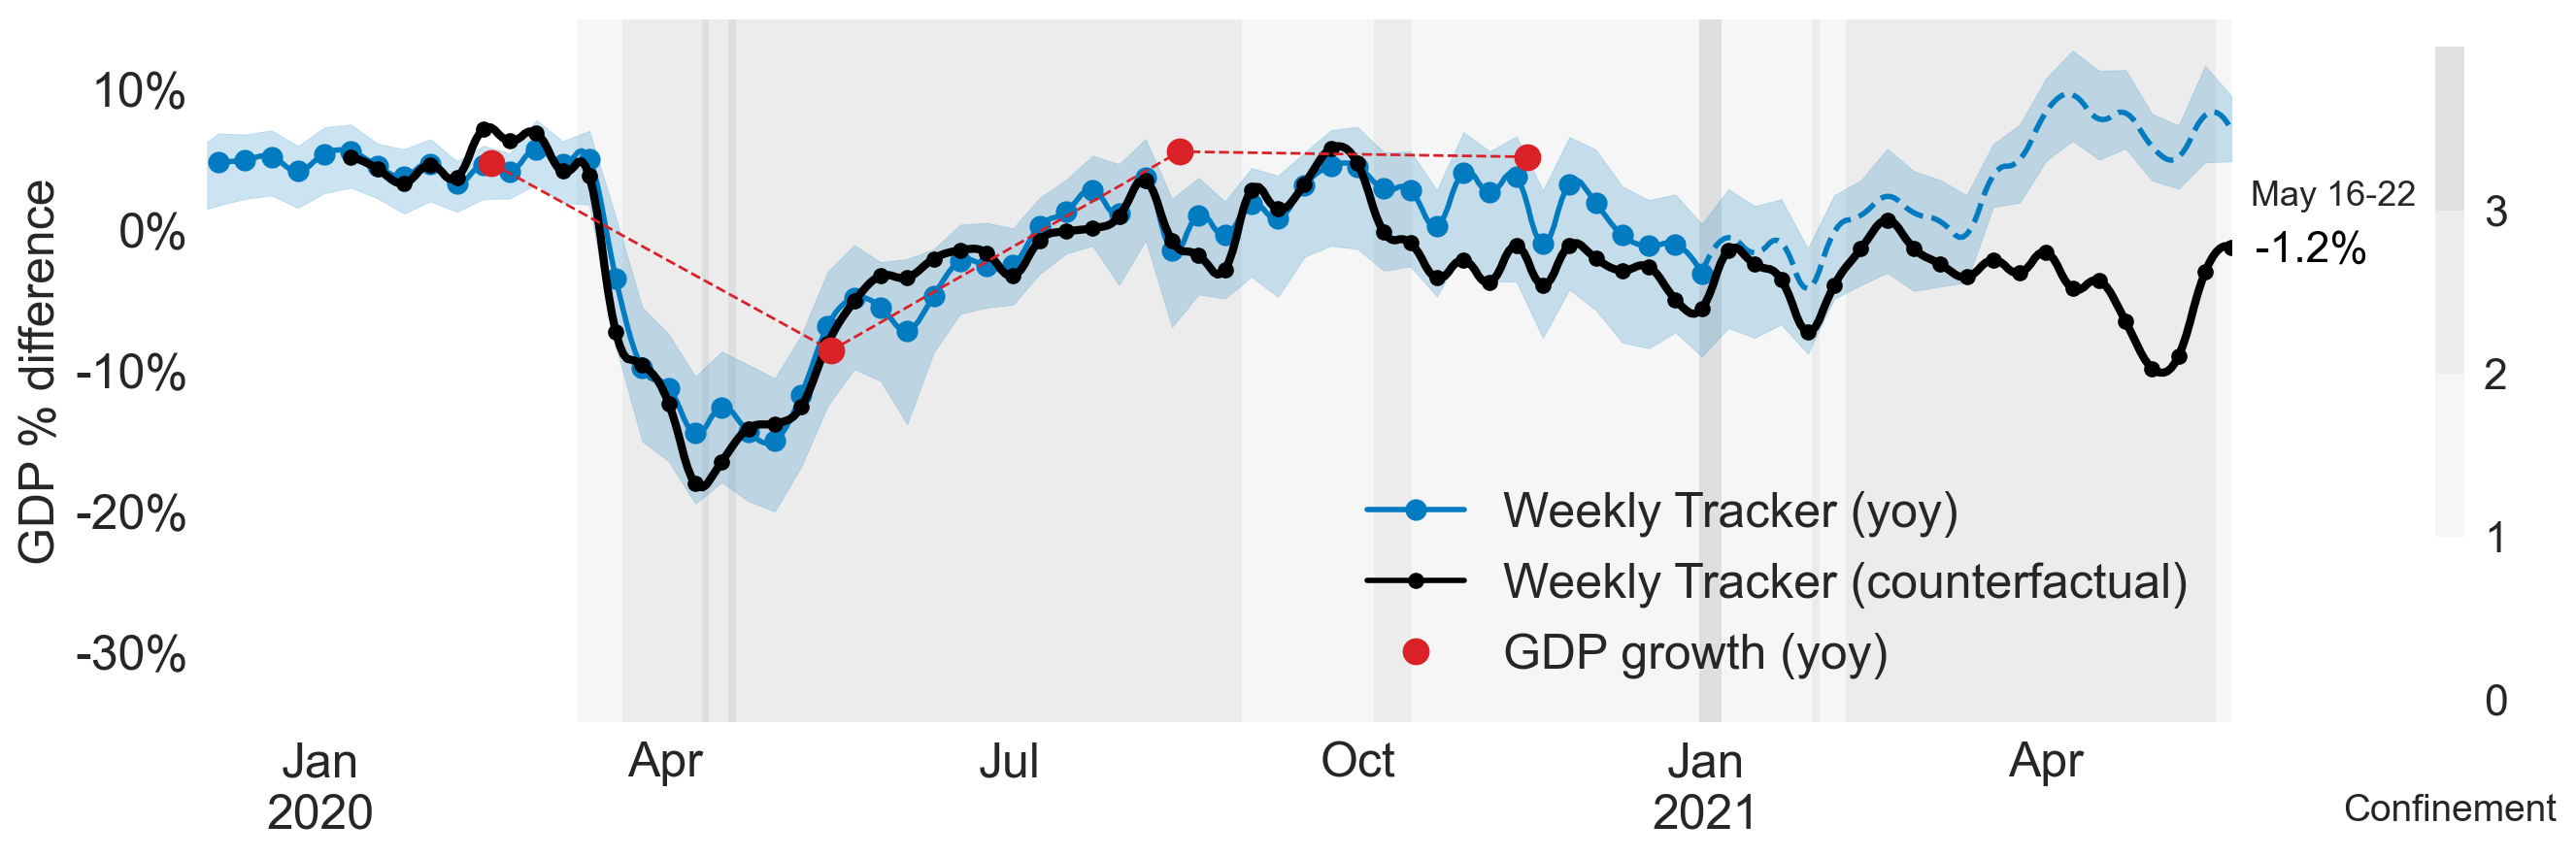 GDP % difference
10%
0%
-10%
-20%
-30%
Jan
2020
Apr
Jul
Oct
Jan
2021
Apr
Weekly Tracker (yoy)
Weekly Tracker (counterfactual)
GDP growth (yoy)
May 16-22
-1.2%
3
2
1
0
Confinement